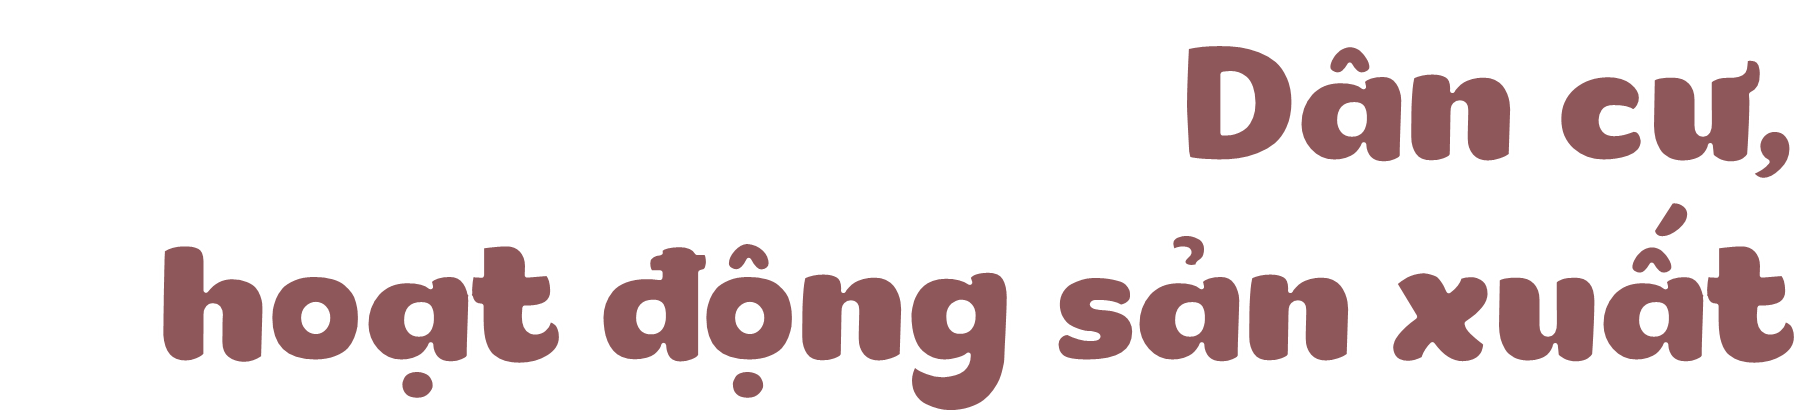 Dân cư,
hoạt động sản xuất